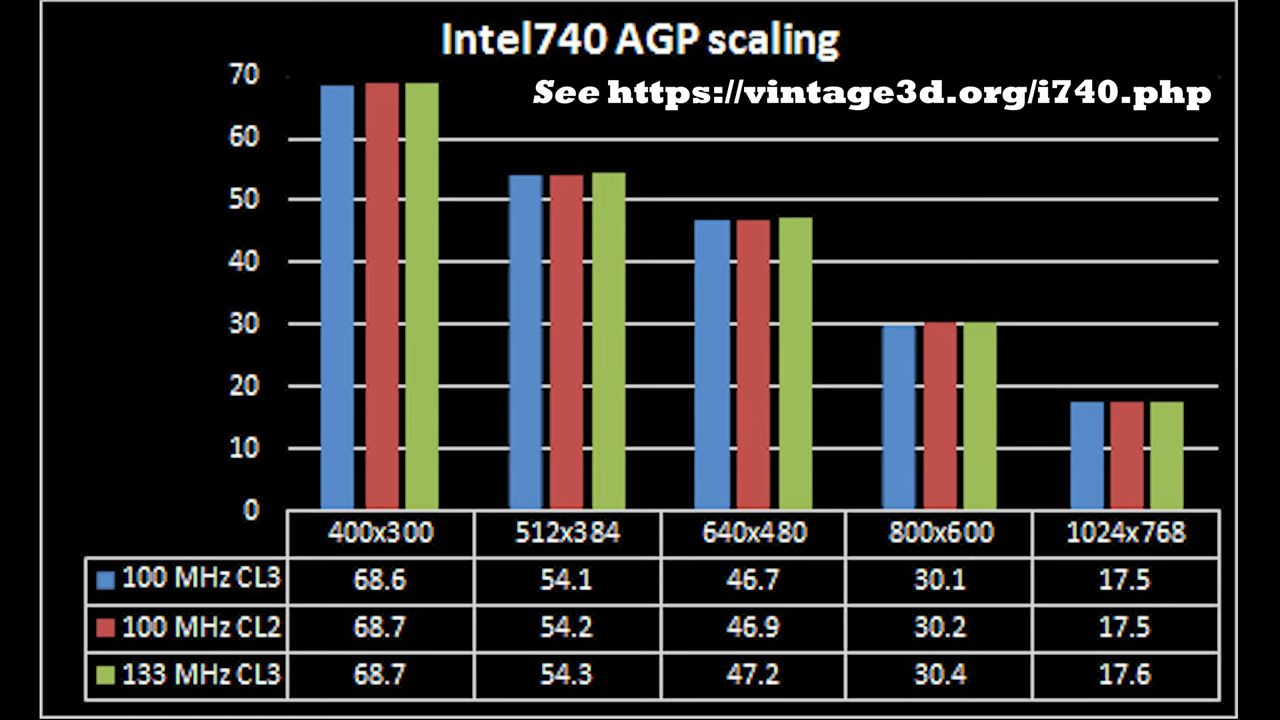 Intel740 AGP scaling
See https://vintage3d.org/i740.php
70
60
50
40
30
20
10
0
400x300 512x384 640x480 800x600 1024x768
100 MHz CL3 68.6 54.1 46.7 30.1 17.5
100 MHz CL2 68.7 54.2 46.9 30.2 17.5
133 MHz CL3 68.7 54.3 47.2 30.4 17.6